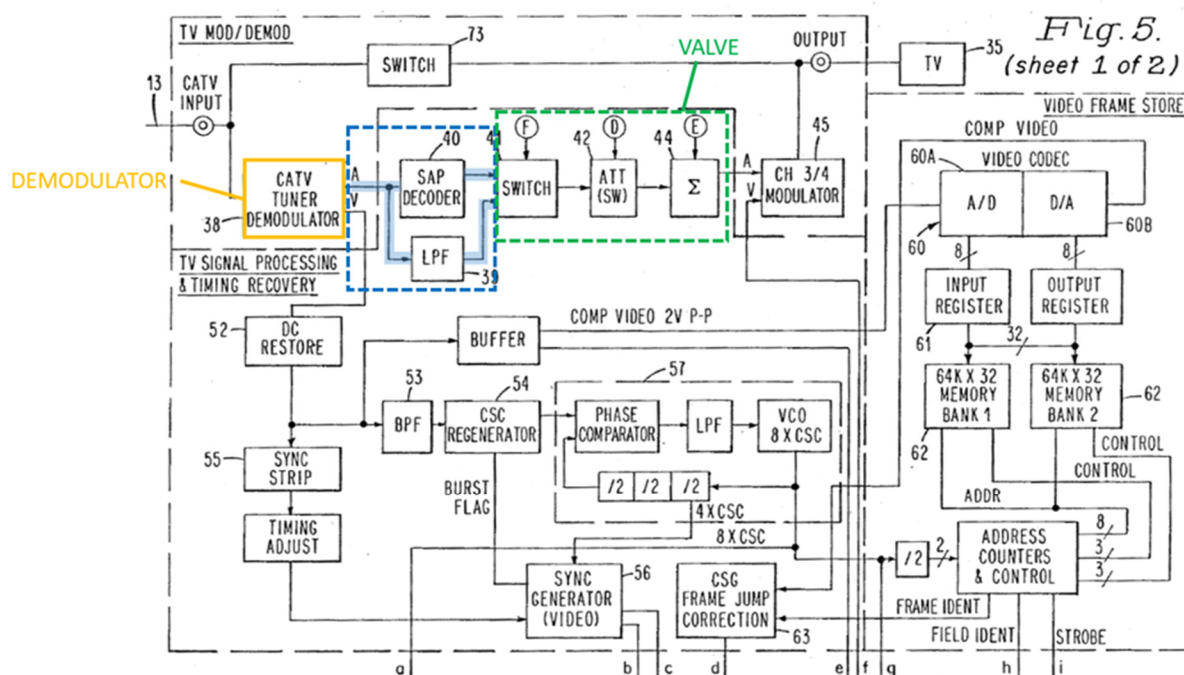 TV MOD/DEMOD
73
SWITCH
VALVE
OUTPUT
TV
35
Fig. 5.
(sheet 1 of 2)
13
CATV
INPUT
VIDEO FRAME STORE
COMP VIDEO
DEMODULATOR
CATV
TUNER
DEMODULATOR
38
A
V
40
SAP
DECODER
LPF
39
41
F
SWITCH
42
D
ATT
(SW)
44
E
Σ
A
V
45
CH 3/4
MODULATOR
60A
VIDEO CODEC
A/D
D/A
60
60B
8
8
INPUT
REGISTER
OUTPUT
REGISTER
61
32
64K X 32
MEMORY
BANK 1
64K X 32
MEMORY
BANK 2
62
62
CONTROL
CONTROL
ADDR
TV SIGNAL PROCESSING
& TIMING RECOVERY
52
DC
RESTORE
BUFFER
COMP VIDEO 2V P-P
53
BPF
54
CSC
REGENERATOR
57
PHASE
COMPARATOR
LPF
VCO
8 X CSC
/2
/2
/2
4 X CSC
8 X CSC
55
SYNC
STRIP
BURST
FLAG
TIMING
ADJUST
SYNC
GENERATOR
(VIDEO)
56
CSG
FRAME JUMP
CORRECTION
63
/2
2
ADDRESS
COUNTERS
& CONTROL
8
3
3
FRAME IDENT
FIELD IDENT
STROBE
a
b
c
d
e
f
g
h
i